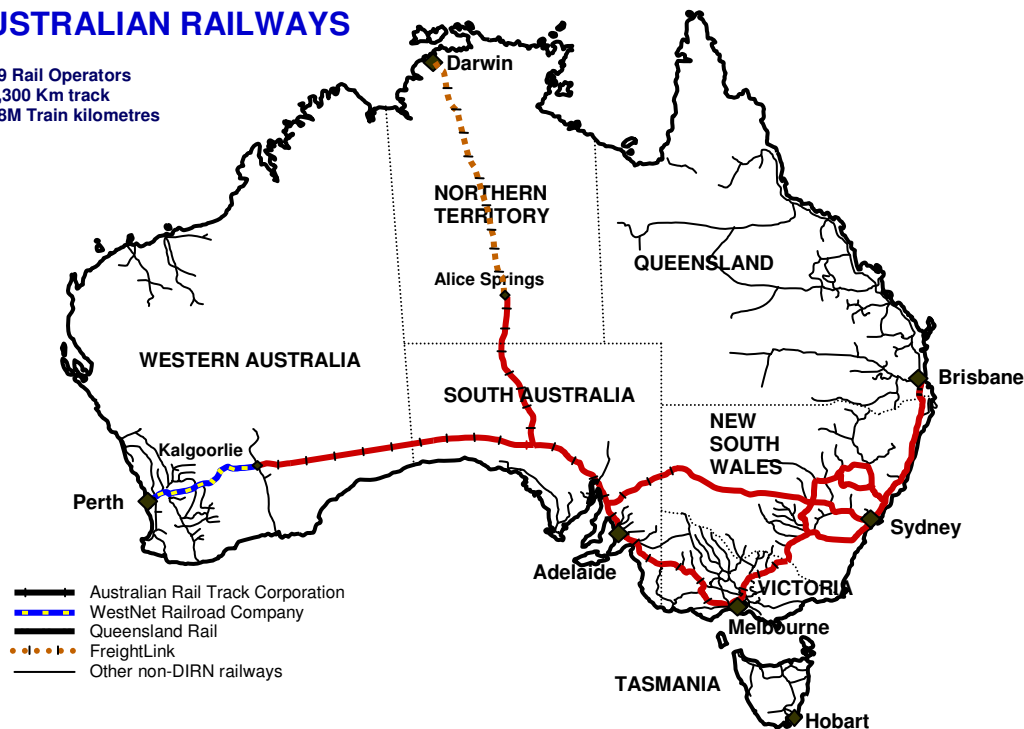 USTRALIAN RAILWAYS
9 Rail Operators
,300 Km track
8M Train kilometres
Darwin
NORTHERN
TERRITORY
QUEENSLAND
Alice Springs
WESTERN AUSTRALIA
SOUTH AUSTRALIA
Brisbane
NEW
SOUTH
WALES
Kalgoorlie
Perth
Sydney
Adelaide
VICTORIA
Melbourne
TASMANIA
Hobart
Australian Rail Track Corporation
WestNet Railroad Company
Queensland Rail
FreightLink
Other non-DIRN railways